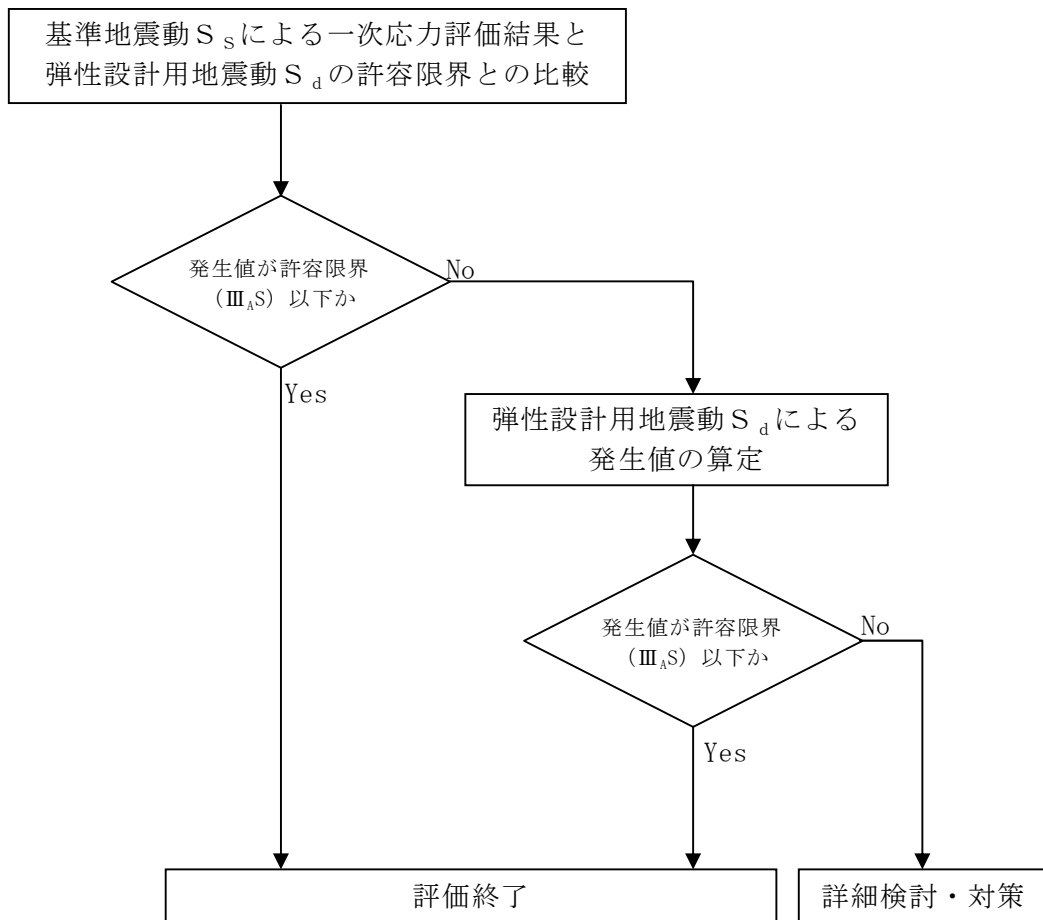 基準地震動Ｓsによる一次応力評価結果と
弾性設計用地震動Ｓdの許容限界との比較
発生値が許容限界
（ⅢAS）以下か
No
Yes
弾性設計用地震動Ｓdによる
発生値の算定
発生値が許容限界
（ⅢAS）以下か
No
Yes
評価終了
詳細検討・対策